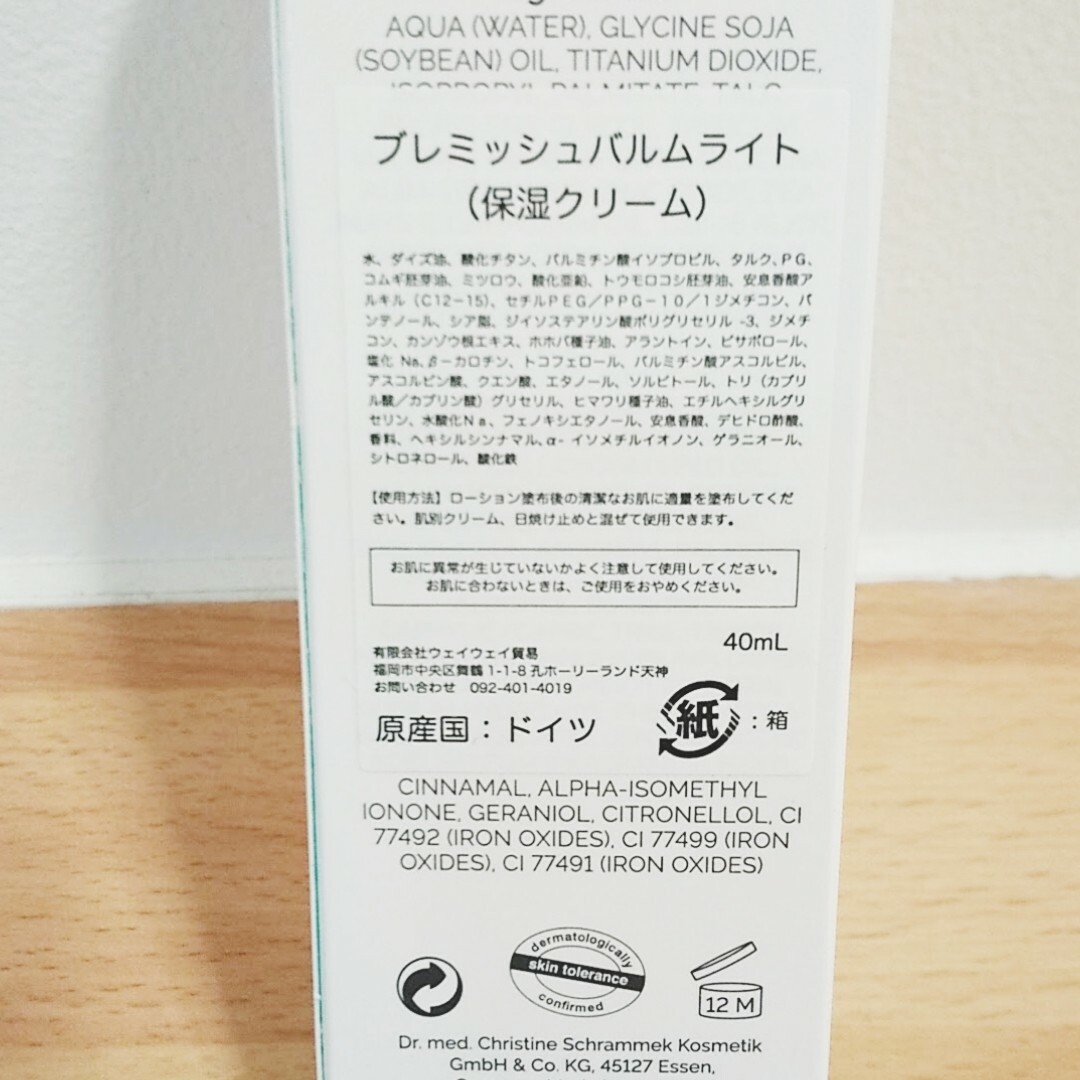 AQUA (WATER), GLYCINE SOJA
(SOYBEAN) OIL, TITANIUM DIOXIDE,
ISOPROPYL PALMITATE, TALC,
ブレミッシュバルムライト
（保湿クリーム）
水、ダイズ油、酸化チタン、パルミチン酸イソプロピル、タルク、ＰＧ、
コムギ胚芽油、ミツロウ、酸化亜鉛、トウモロコシ胚芽油、安息香酸ア
ルキル（C12－15）、セチルＰＥＧ／ＰＰＧ－１０／１ジメチコン、パ
ンテノール、シア脂、ジイソステアリン酸ポリグリセリル -3、ジメチ
コン、カンゾウ根エキス、ホホバ種子油、アラントイン、ビサボロール、
塩化 Na、β－カロチン、トコフェロール、パルミチン酸アスコルビル、
アスコルビン酸、クエン酸、エタノール、ソルビトール、トリ（カプリ
ル酸／カプリン酸）グリセリル、ヒマワリ種子油、エチルヘキシルグリ
セリン、水酸化Ｎａ、フェノキシエタノール、安息香酸、デヒドロ酢酸、
香料、ヘキシルシンナマル、α- イソメチルイオノン、ゲラニオール、
シトロネロール、酸化鉄
【使用方法】ローション塗布後の清潔なお肌に適量を塗布してくだ
さい。肌別クリーム、日焼け止めと混ぜて使用できます。
お肌に異常が生じていないかよく注意して使用してください。
お肌に合わないときは、ご使用をおやめください。
40mL
有限会社ウェイウェイ貿易
福岡市中央区舞鶴 1-1-8 孔ホーリーランド天神
お問い合わせ 092-401-4019
原産国：ドイツ
紙：箱
CINNAMAL, ALPHA-ISOMETHYL
IONONE, GERANIOL, CITRONELLOL, CI
77492 (IRON OXIDES), CI 77499 (IRON
OXIDES), CI 77491 (IRON OXIDES)
dermatologically
skin tolerance
confirmed
12 M
Dr. med. Christine Schrammek Kosmetik
GmbH & Co. KG, 45127 Essen,